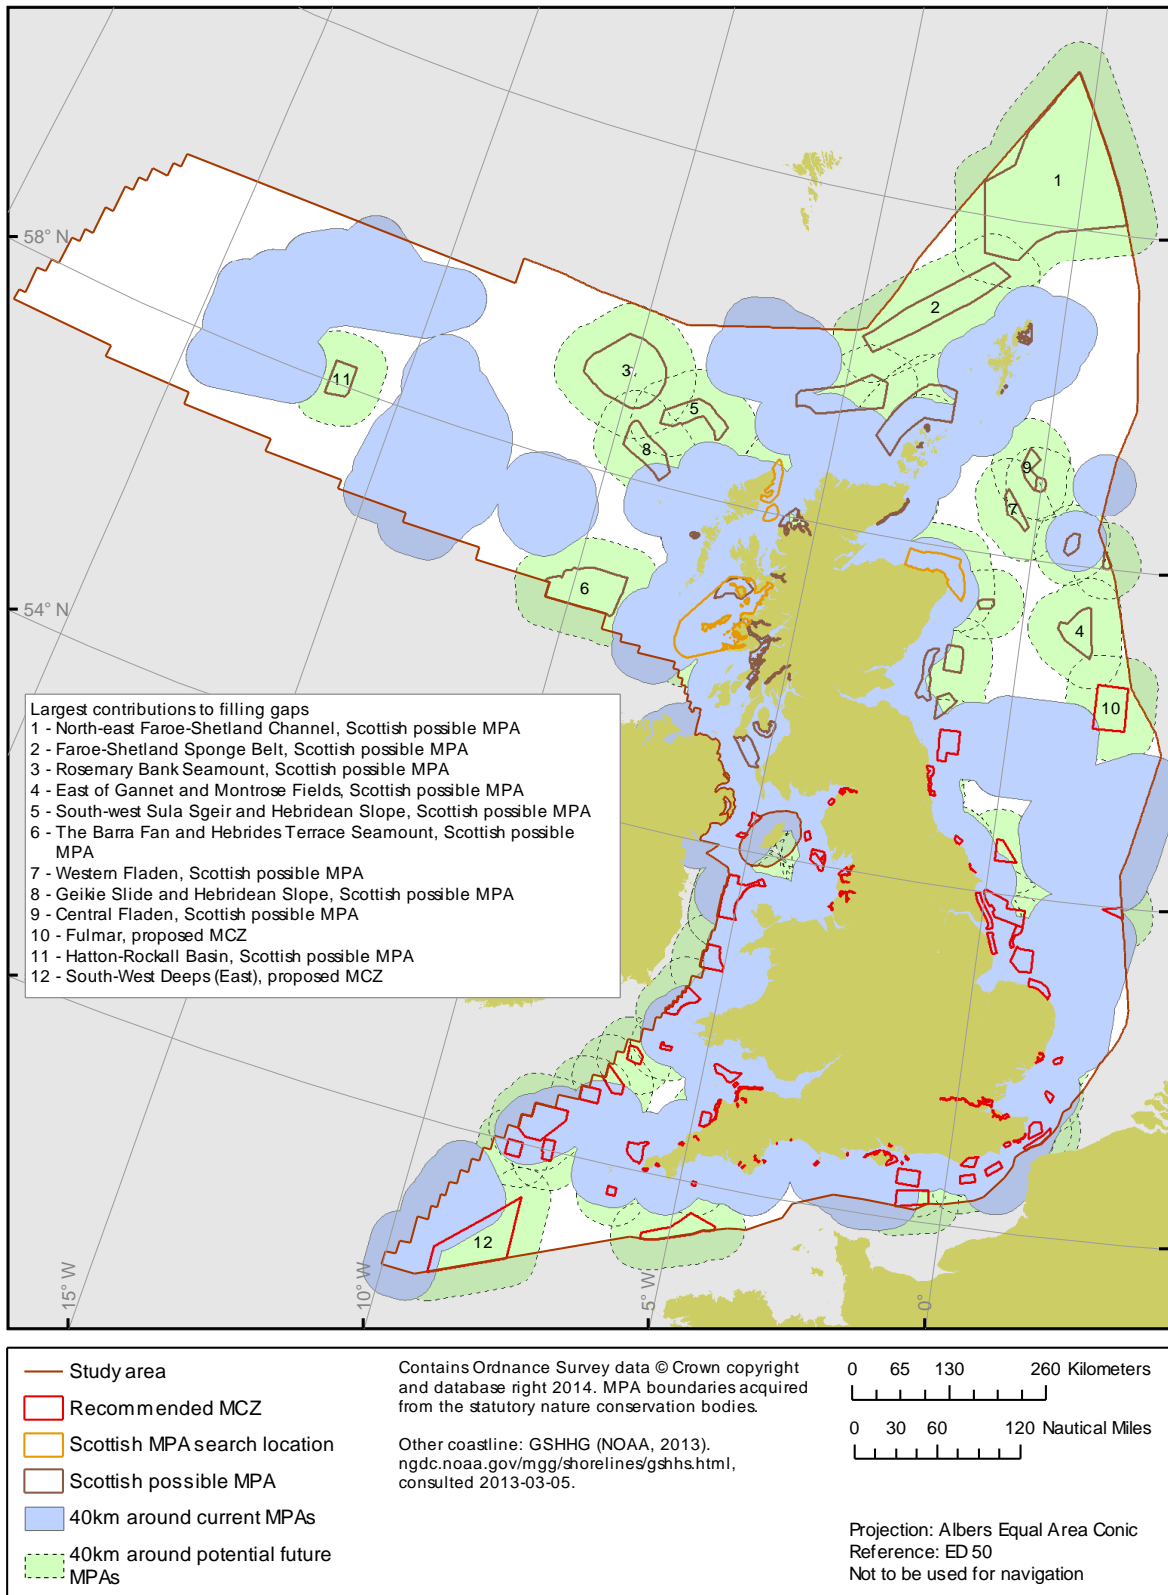 58° N
54° N
1
2
3
5
8
11
9
7
6
4
10
12
Largest contributions to filling gaps
1 - North-east Faroe-Shetland Channel, Scottish possible MPA
2 - Faroe-Shetland Sponge Belt, Scottish possible MPA
3 - Rosemary Bank Seamount, Scottish possible MPA
4 - East of Gannet and Montrose Fields, Scottish possible MPA
5 - South-west Sula Sgeir and Hebridean Slope, Scottish possible MPA
6 - The Barra Fan and Hebrides Terrace Seamount, Scottish possible
MPA
7 - Western Fladen, Scottish possible MPA
8 - Geikie Slide and Hebridean Slope, Scottish possible MPA
9 - Central Fladen, Scottish possible MPA
10 - Fulmar, proposed MCZ
11 - Hatton-Rockall Basin, Scottish possible MPA
12 - South-West Deeps (East), proposed MCZ
15° W
10° W
5° W
0°
Study area
Recommended MCZ
Scottish MPA search location
Scottish possible MPA
40km around current MPAs
40km around potential future
MPAs
Contains Ordnance Survey data © Crown copyright
and database right 2014. MPA boundaries acquired
from the statutory nature conservation bodies.
Other coastline: GSHHG (NOAA, 2013).
ngdc.noaa.gov/mgg/shorelines/gshhs.html,
consulted 2013-03-05.
0 65 130 260 Kilometers
0 30 60 120 Nautical Miles
Projection: Albers Equal Area Conic
Reference: ED 50
Not to be used for navigation